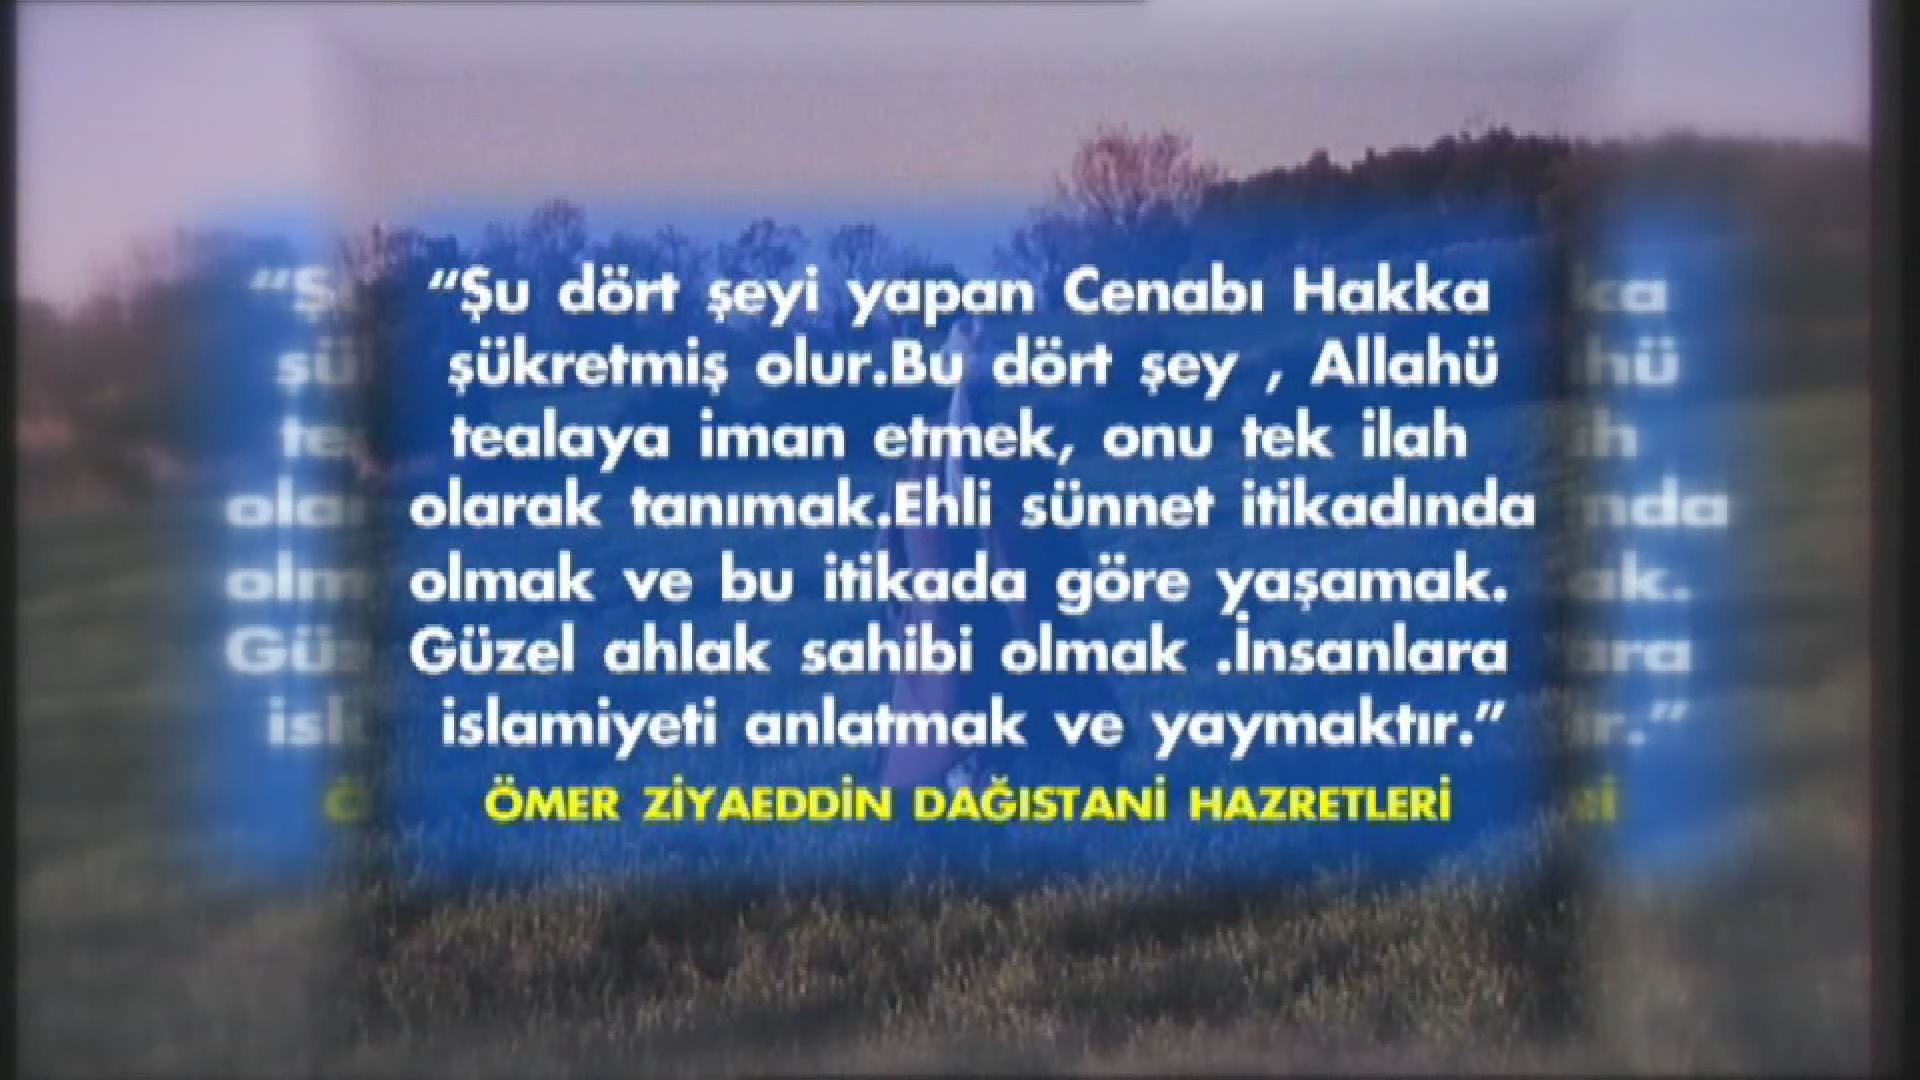 “Şu dört şeyi yapan Cenabı Hakka
şükretmiş olur.Bu dört şey , Allahü
tealaya iman etmek, onu tek ilah
olarak tanımak.Ehli sünnet itikadında
olmak ve bu itikada göre yaşamak.
Güzel ahlak sahibi olmak .İnsanlara
islamiyeti anlatmak ve yaymaktır.”
ÖMER ZİYAEDDİN DAĞISTANİ HAZRETLERİ